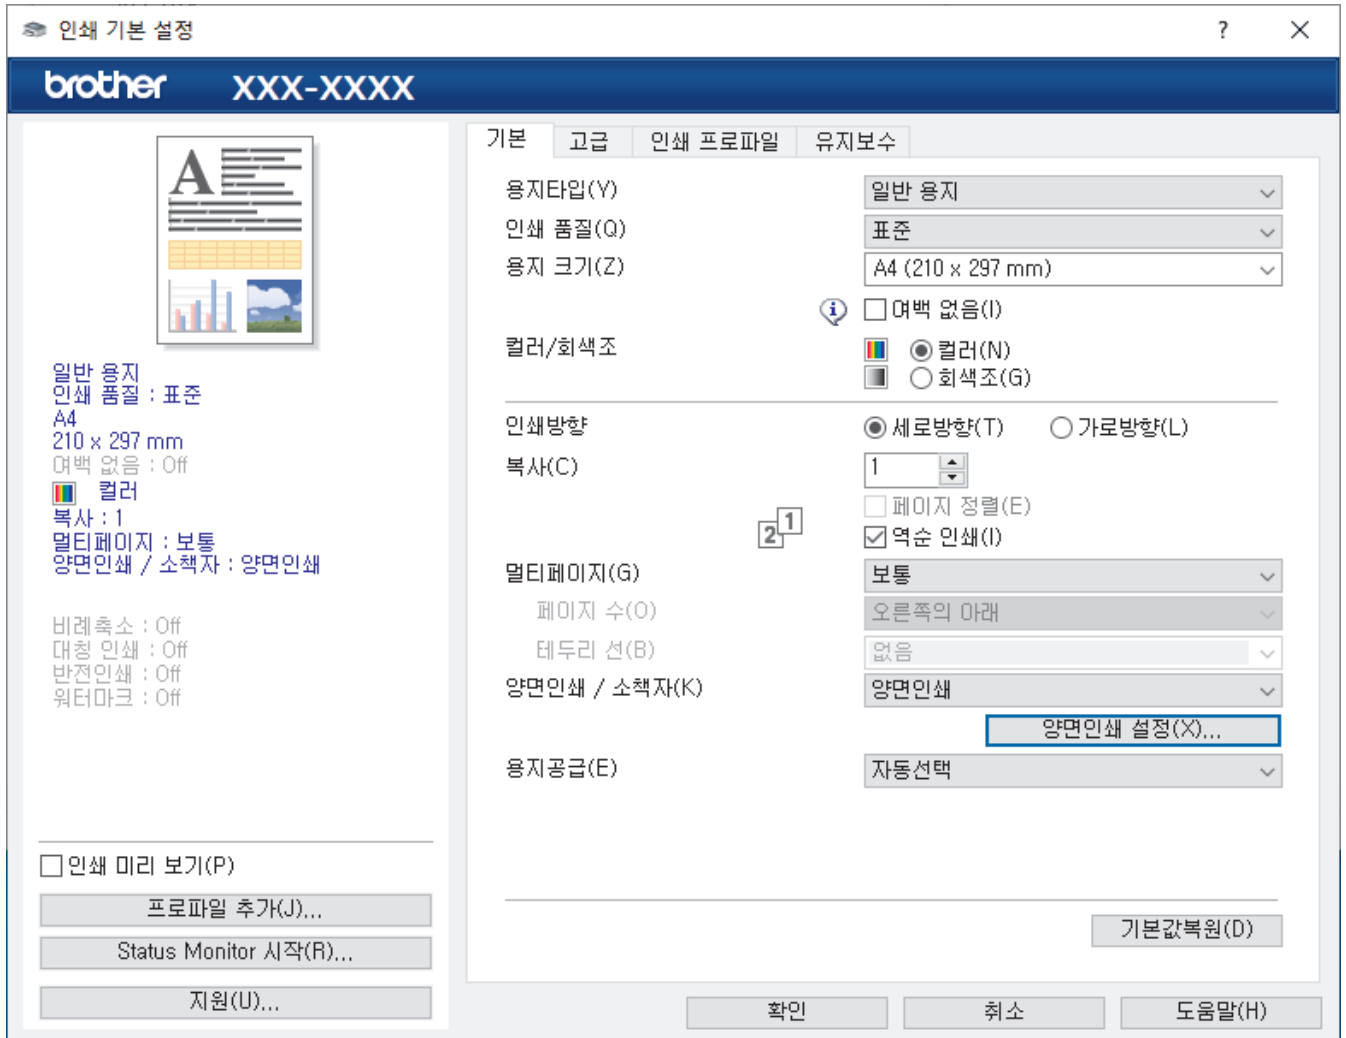 인쇄 기본 설정
?
brother XXX-XXXX
A
일반 용지
인쇄 품질 : 표준
A4
210 x 297 mm
여백 없음 : Off
컬러
복사 : 1
멀티페이지 : 보통
양면인쇄 / 소책자 : 양면인쇄
비례축소 : Off
대칭 인쇄 : Off
반전인쇄 : Off
워터마크 : Off
인쇄 미리 보기(P)
프로파일 추가(J)...
Status Monitor 시작(R)...
지원(U)...
기본 고급 인쇄 프로파일 유지보수
용지타입(Y) 일반 용지
인쇄 품질(Q) 표준
용지 크기(Z) A4 (210 x 297 mm)
여백 없음(I)
컬러/회색조 컬러(N)
회색조(G)
인쇄방향 세로방향(T) 가로방향(L)
복사(C) 1
페이지 정렬(E)
2 1 역순 인쇄(I)
멀티페이지(G) 보통
페이지 수(O) 오른쪽의 아래
테두리 선(B) 없음
양면인쇄 / 소책자(K) 양면인쇄
양면인쇄 설정(X)...
용지공급(E) 자동선택
기본값복원(D)
확인 취소 도움말(H)